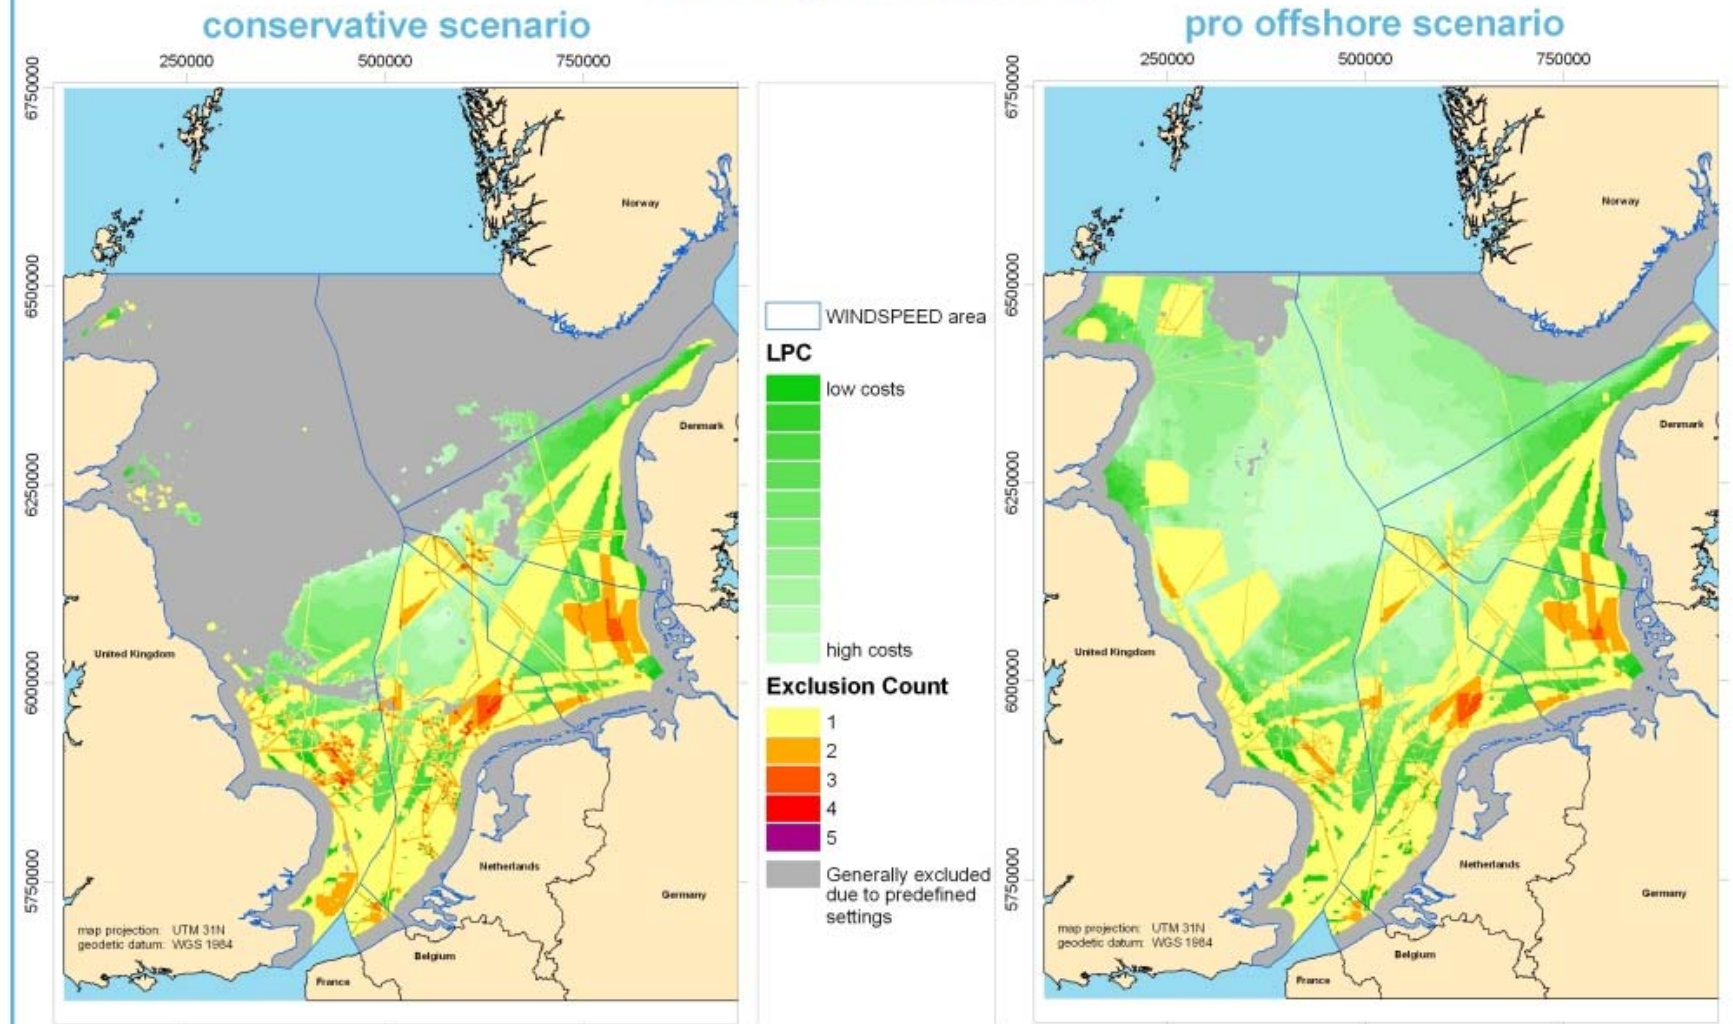 conservative scenario
250000 500000 750000
6750000
6500000
6250000
6000000
5750000
Norway
Denmark
United Kingdom
Netherlands
Germany
Belgium
France
map projection: UTM 31N
geodetic datum: WGS 1984
WINDSPEED area
LPC
low costs
high costs
Exclusion Count
1
2
3
4
5
Generally excluded
due to predefined
settings
pro offshore scenario
250000 500000 750000
6750000
6500000
6250000
6000000
5750000
Norway
Denmark
United Kingdom
Netherlands
Germany
Belgium
France
map projection: UTM 31N
geodetic datum: WGS 1984